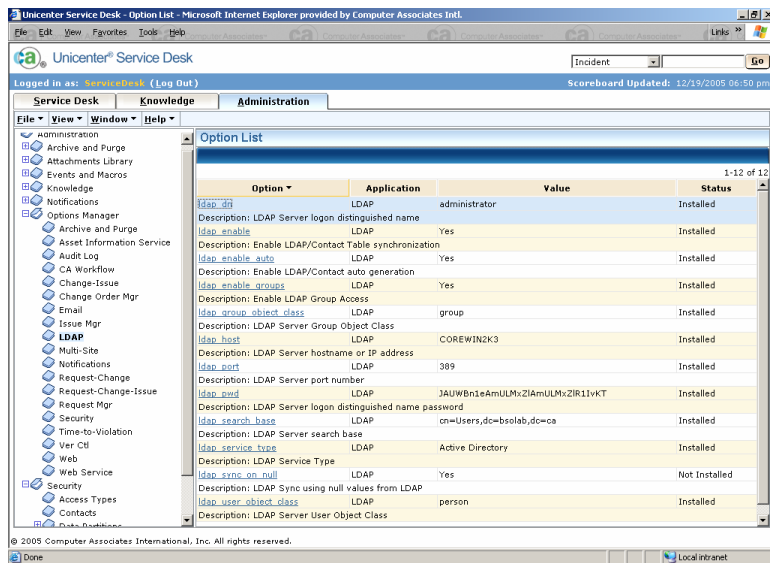 Unicenter Service Desk - Option List - Microsoft Internet Explorer provided by Computer Associates Intl.
File Edit View Favorites Tools Help
Links »
ca Unicenter® Service Desk
Incident
Go
Logged in as: ServiceDesk (Log Out)
Scoreboard Updated: 12/19/2005 06:50 pm
Service Desk Knowledge Administration
File View Window Help
Administration
Archive and Purge
Attachments Library
Events and Macros
Knowledge
Notifications
Options Manager
Archive and Purge
Asset Information Service
Audit Log
CA Workflow
Change-Issue
Change Order Mgr
Email
Issue Mgr
LDAP
Multi-Site
Notifications
Request-Change
Request-Change-Issue
Request Mgr
Security
Time-to-Violation
Ver Ctl
Web
Web Service
Security
Access Types
Contacts
Data Partitions
Option List
1-12 of 12
Option Application Value Status
ldap_dn LDAP administrator Installed
Description: LDAP Server logon distinguished name
ldap_enable LDAP Yes Installed
Description: Enable LDAP/Contact Table synchronization
ldap_enable_auto LDAP Yes Installed
Description: Enable LDAP/Contact auto generation
ldap_enable_groups LDAP Yes Installed
Description: Enable LDAP Group Access
ldap_group_object_class LDAP group Installed
Description: LDAP Server Group Object Class
ldap_host LDAP COREWIN2K3 Installed
Description: LDAP Server hostname or IP address
ldap_port LDAP 389 Installed
Description: LDAP Server port number
ldap_pwd LDAP JAUWBn1eAmULMxZlAmULMxZlR1IvKT Installed
Description: LDAP Server logon distinguished name password
ldap_search_base LDAP cn=Users,dc=bsolab,dc=ca Installed
Description: LDAP Server search base
ldap_service_type LDAP Active Directory Installed
Description: LDAP Service Type
ldap_sync_on_null LDAP Yes Not Installed
Description: LDAP Sync using null values from LDAP
ldap_user_object_class LDAP person Installed
Description: LDAP Server User Object Class
© 2005 Computer Associates International, Inc. All rights reserved.
Done
Local intranet